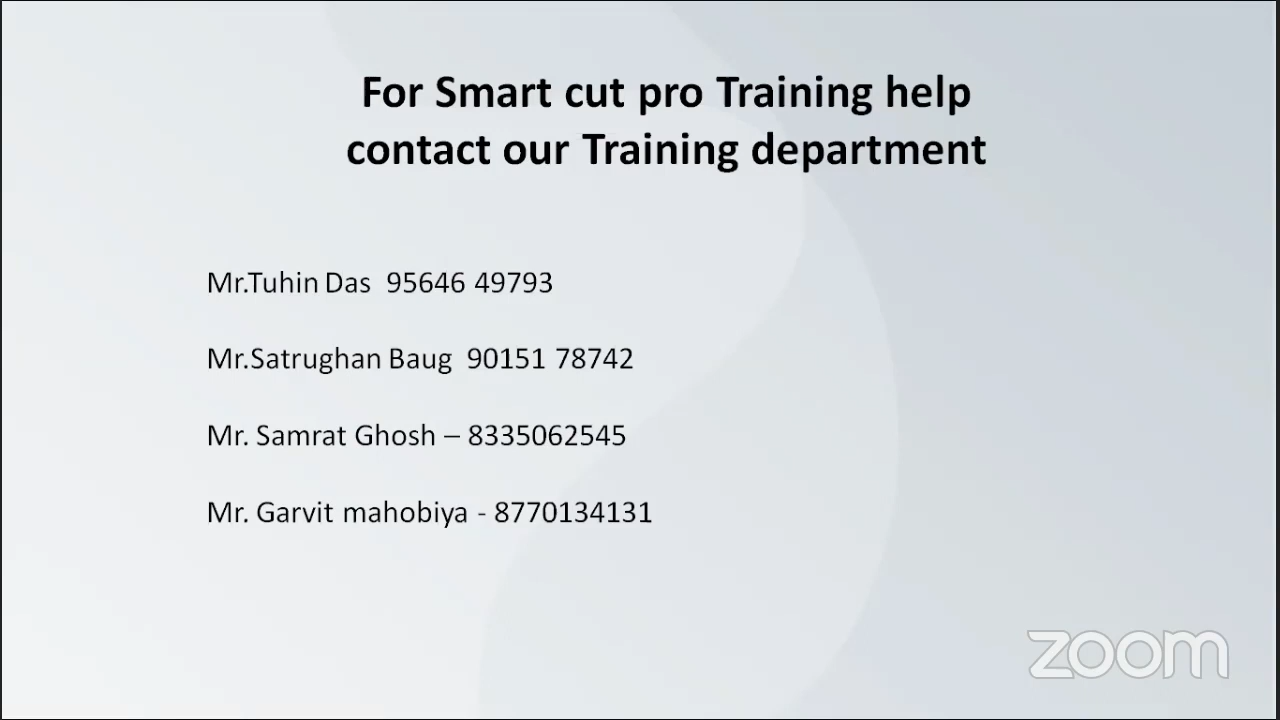 For Smart cut pro Training help
contact our Training department
Mr.Tuhin Das  95646 49793
Mr.Satrughan Baug  90151 78742
Mr. Samrat Ghosh – 8335062545
Mr. Garvit mahobiya - 8770134131
zoom